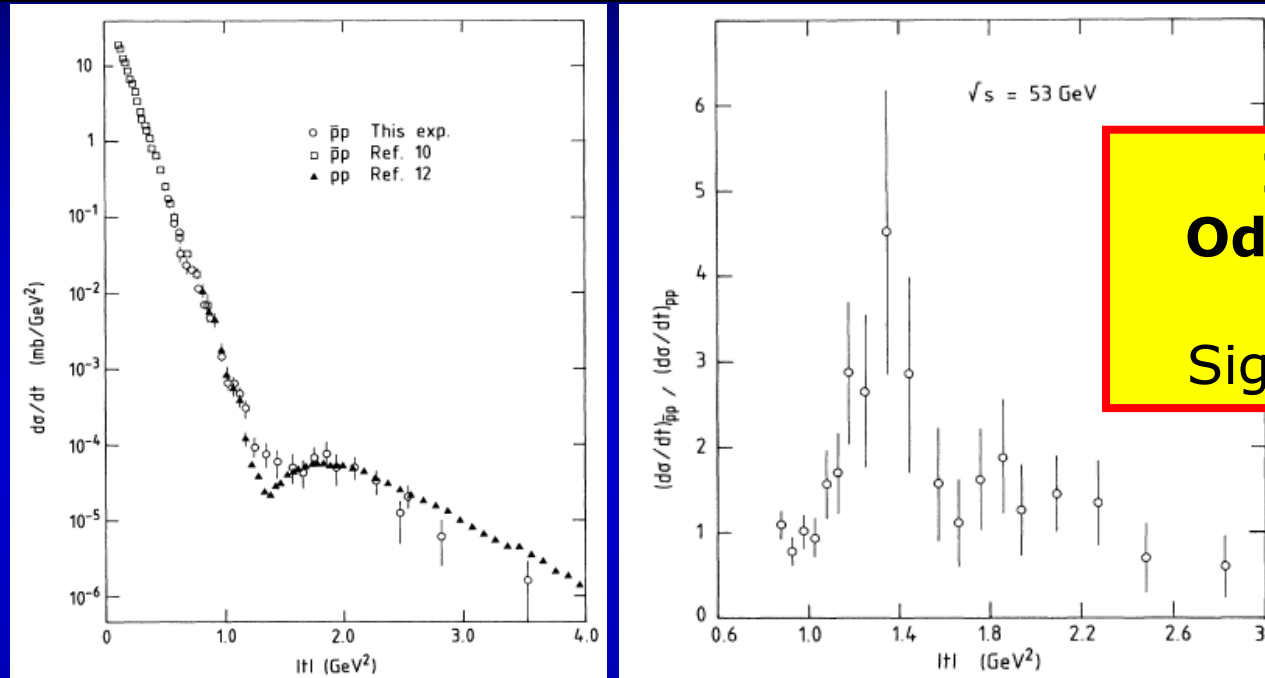 10
1
10⁻¹
10⁻²
10⁻³
10⁻⁴
10⁻⁵
10⁻⁶
dσ/dt (mb/GeV²)
○ p̄p This exp.
□ p̄p Ref. 10
▲ pp Ref. 12
0 1.0 2.0 3.0 4.0
|t| (GeV²)
√s = 53 GeV
6
5
4
3
2
1
0
(dσ/dt)p̄p / (dσ/dt)pp
0.6 1.0 1.4 1.8 2.2 2.6 3
|t| (GeV²)
Od
Sig